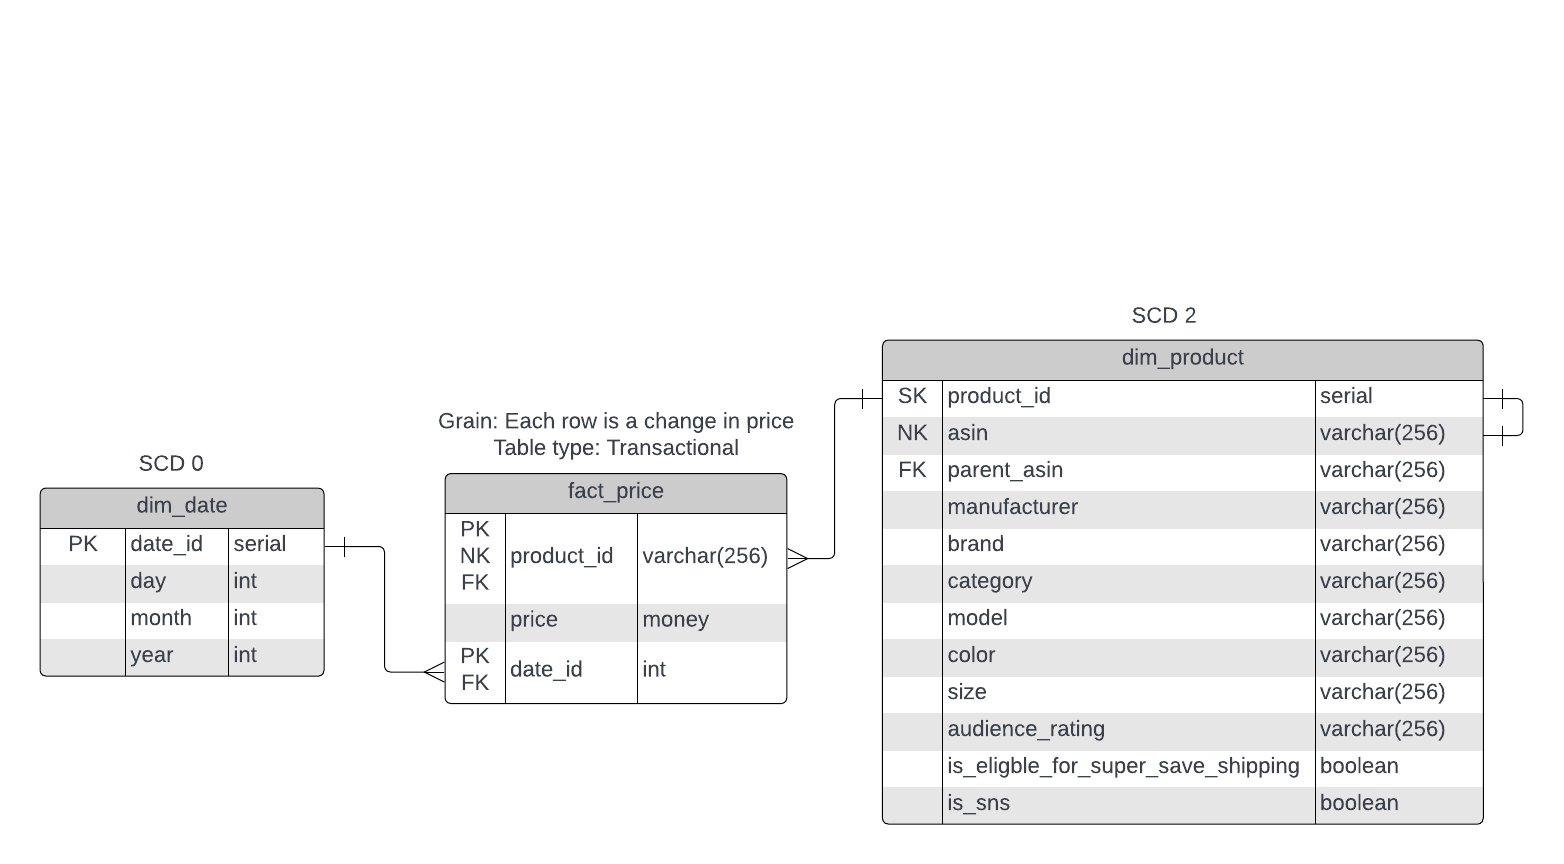 SCD 0
dim_date
PK date_id serial
day int
month int
year int
Grain: Each row is a change in price
Table type: Transactional
fact_price
PK
NK product_id varchar(256)
FK
price money
PK
FK date_id int
SCD 2
dim_product
SK product_id serial
NK asin varchar(256)
FK parent_asin varchar(256)
manufacturer varchar(256)
brand varchar(256)
category varchar(256)
model varchar(256)
color varchar(256)
size varchar(256)
audience_rating varchar(256)
is_eligble_for_super_save_shipping boolean
is_sns boolean